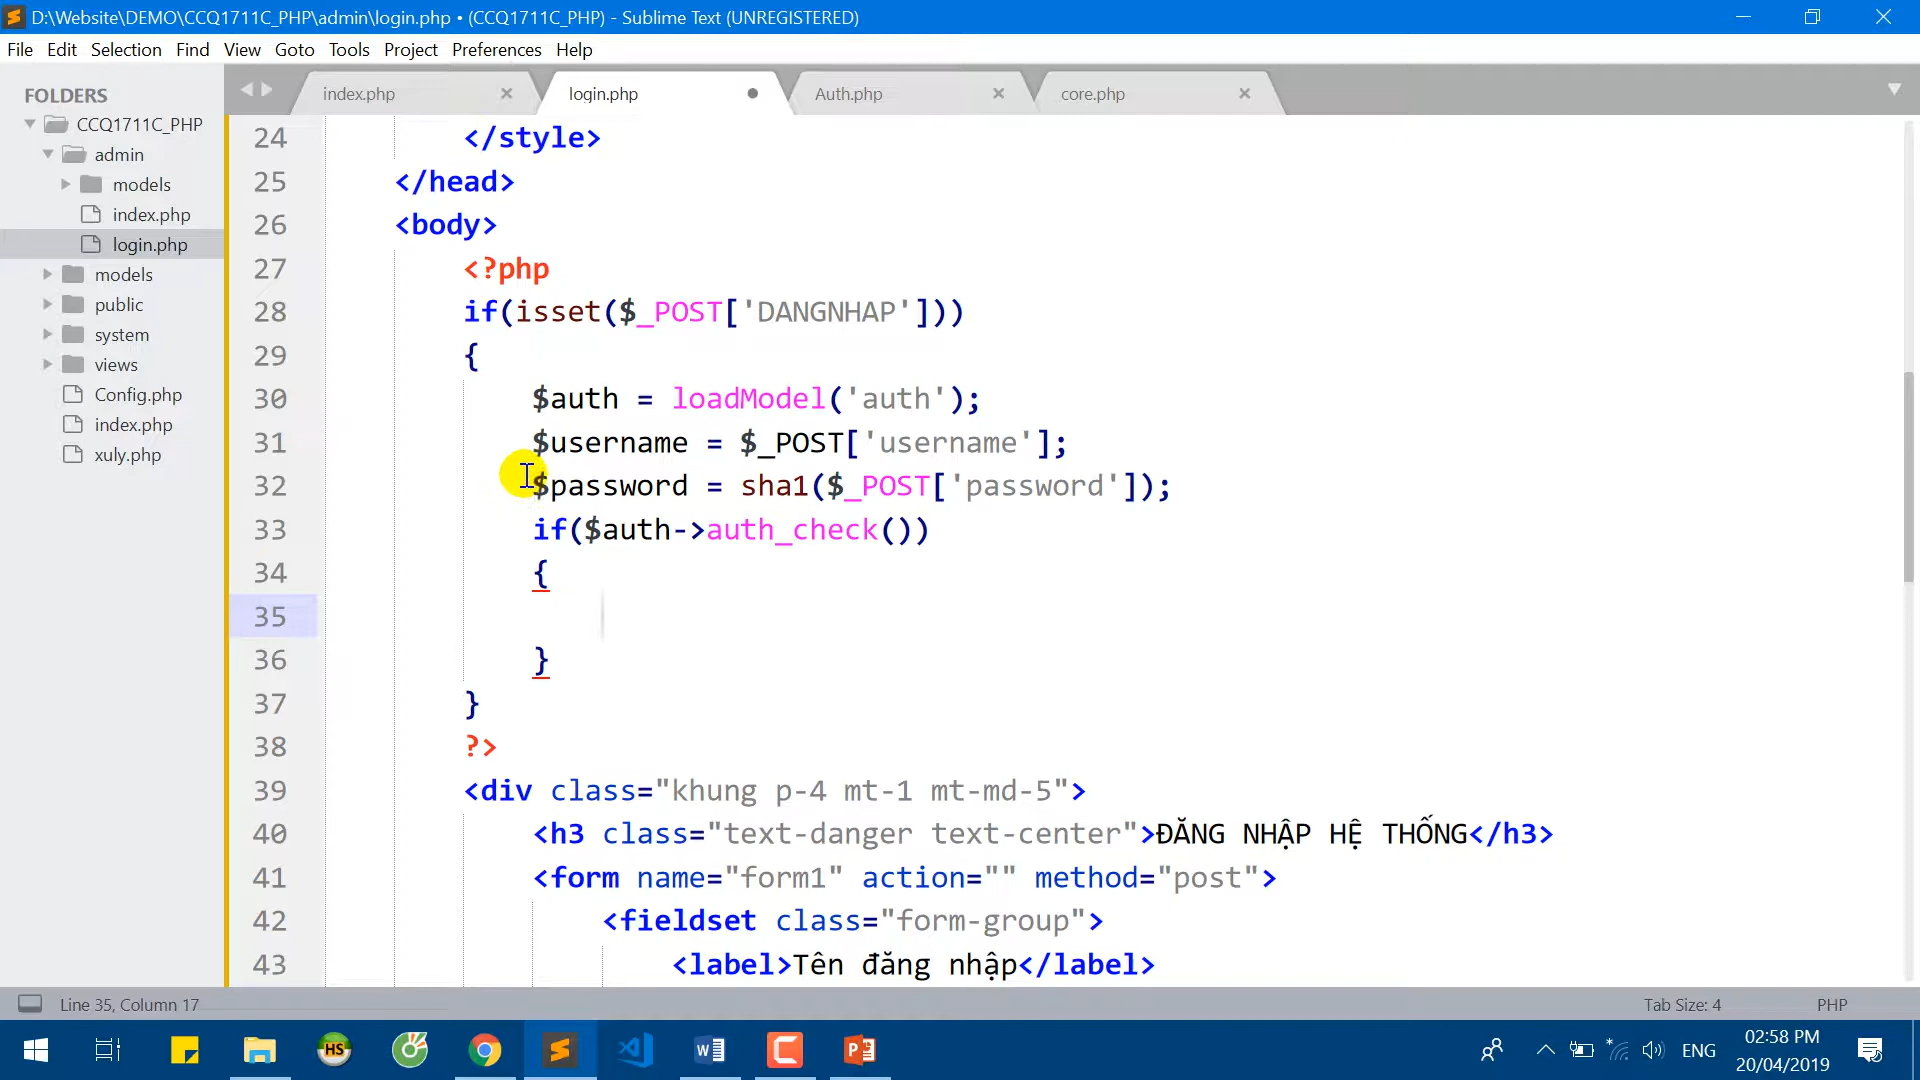 D:\Website\DEMO\CCQ1711C_PHP\admin\login.php • (CCQ1711C_PHP) - Sublime Text (UNREGISTERED)
File Edit Selection Find View Goto Tools Project Preferences Help
FOLDERS
CCQ1711C_PHP
admin
models
index.php
login.php
models
public
system
views
Config.php
index.php
xuly.php
index.php login.php Auth.php core.php
24 </style>
25 </head>
26 <body>
27 <?php
28 if(isset($_POST['DANGNHAP']))
29 {
30 $auth = loadModel('auth');
31 $username = $_POST['username'];
32 $password = sha1($_POST['password']);
33 if($auth->auth_check())
34 {
35
36 }
37 }
38 ?>
39 <div class="khung p-4 mt-1 mt-md-5">
40 <h3 class="text-danger text-center">ĐĂNG NHẬP HỆ THỐNG</h3>
41 <form name="form1" action="" method="post">
42 <fieldset class="form-group">
43 <label>Tên đăng nhập</label>
Line 35, Column 17 Tab Size: 4 PHP
HS
ENG
02:58 PM
20/04/2019